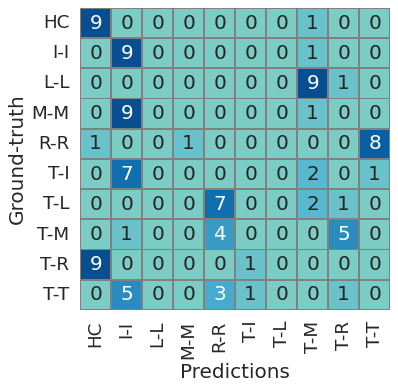 HC 9 0 0 0 0 0 0 1 0 0
I-I 0 9 0 0 0 0 0 1 0 0
L-L 0 0 0 0 0 0 0 9 1 0
M-M 0 9 0 0 0 0 0 1 0 0
R-R 1 0 0 1 0 0 0 0 0 8
T-I 0 7 0 0 0 0 0 2 0 1
T-L 0 0 0 0 7 0 0 2 1 0
T-M 0 1 0 0 4 0 0 0 5 0
T-R 9 0 0 0 0 1 0 0 0 0
T-T 0 5 0 0 3 1 0 0 1 0
Ground-truth
HC I-I L-L M-M R-R T-I T-L T-M T-R T-T
Predictions